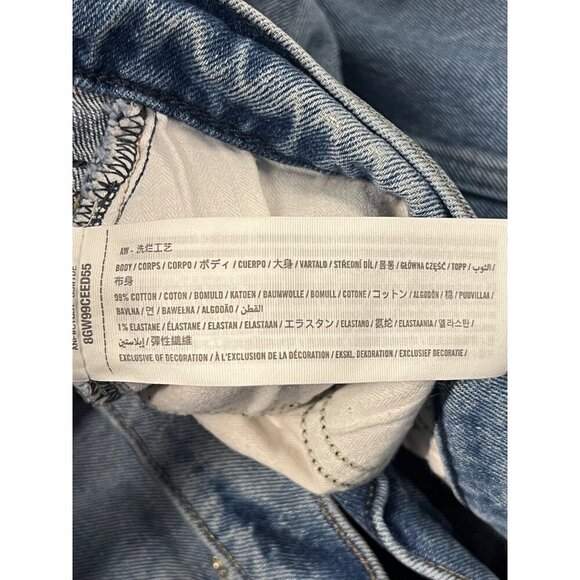 洗烂工艺
BODY / CORPS / CORPO / ボディ / CUERPO / 大身 / VARTALO / STŘEDNÍ DÍL / 몸통 / GŁÓWNA CZĘŚĆ / TOPP / الثوب /
布身
99% COTTON / COTON / BOMULD / KATOEN / BAUMWOLLE / BOMULL / COTONE / コットン / ALGODÓN / 棉 / PUUVILLAA /
BAVLNA / 면 / BAWEŁNA / ALGODÃO / القطن
1% ELASTANE / ÉLASTANE / ELASTAN / ELASTAAN / エラスタン / ELASTANO / 氨纶 / ELASTAANIA / 엘라스탄 /
إيلاستين / 彈性纖維
EXCLUSIVE OF DECORATION / À L'EXCLUSION DE LA DÉCORATION / EKSKL. DEKORATION / EXCLUSIEF DECORATIE /
8GW99CEED55